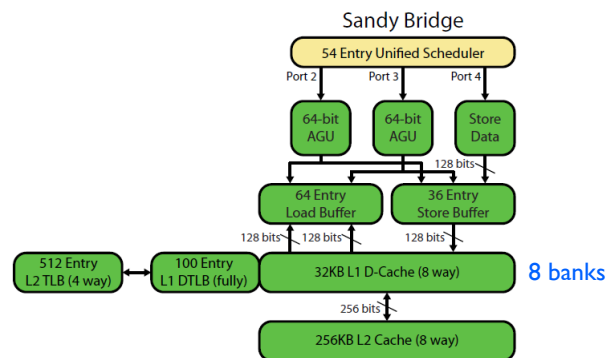 Sandy Bridge
54 Entry Unified Scheduler
Port 2
Port 3
Port 4
64-bit
AGU
64-bit
AGU
Store
Data
128 bits
64 Entry
Load Buffer
36 Entry
Store Buffer
128 bits
128 bits
128 bits
512 Entry
L2 TLB (4 way)
100 Entry
L1 DTLB (fully)
32KB L1 D-Cache (8 way)
8 banks
256 bits
256KB L2 Cache (8 way)